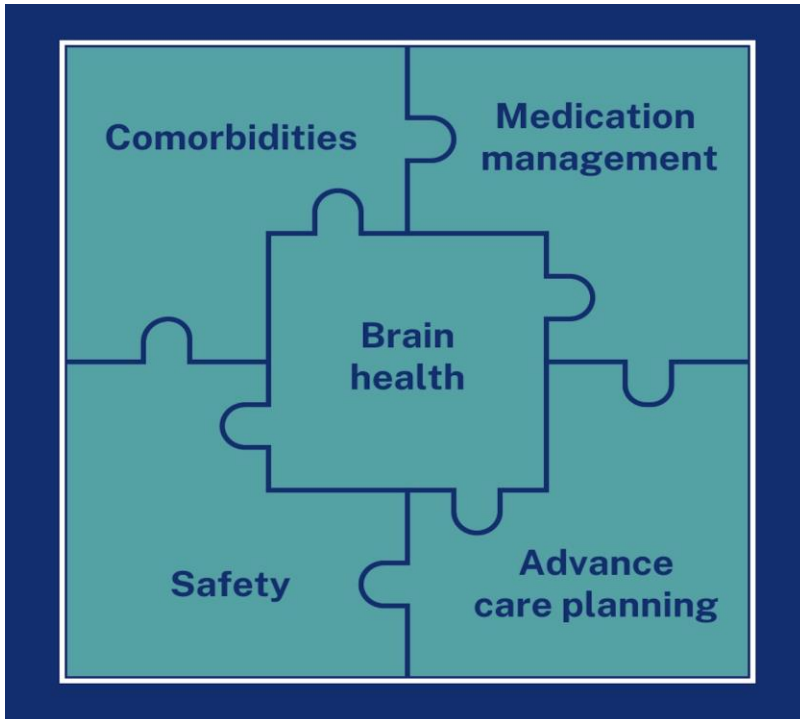 Comorbidities
Medication
management
Brain
health
Safety
Advance
care planning